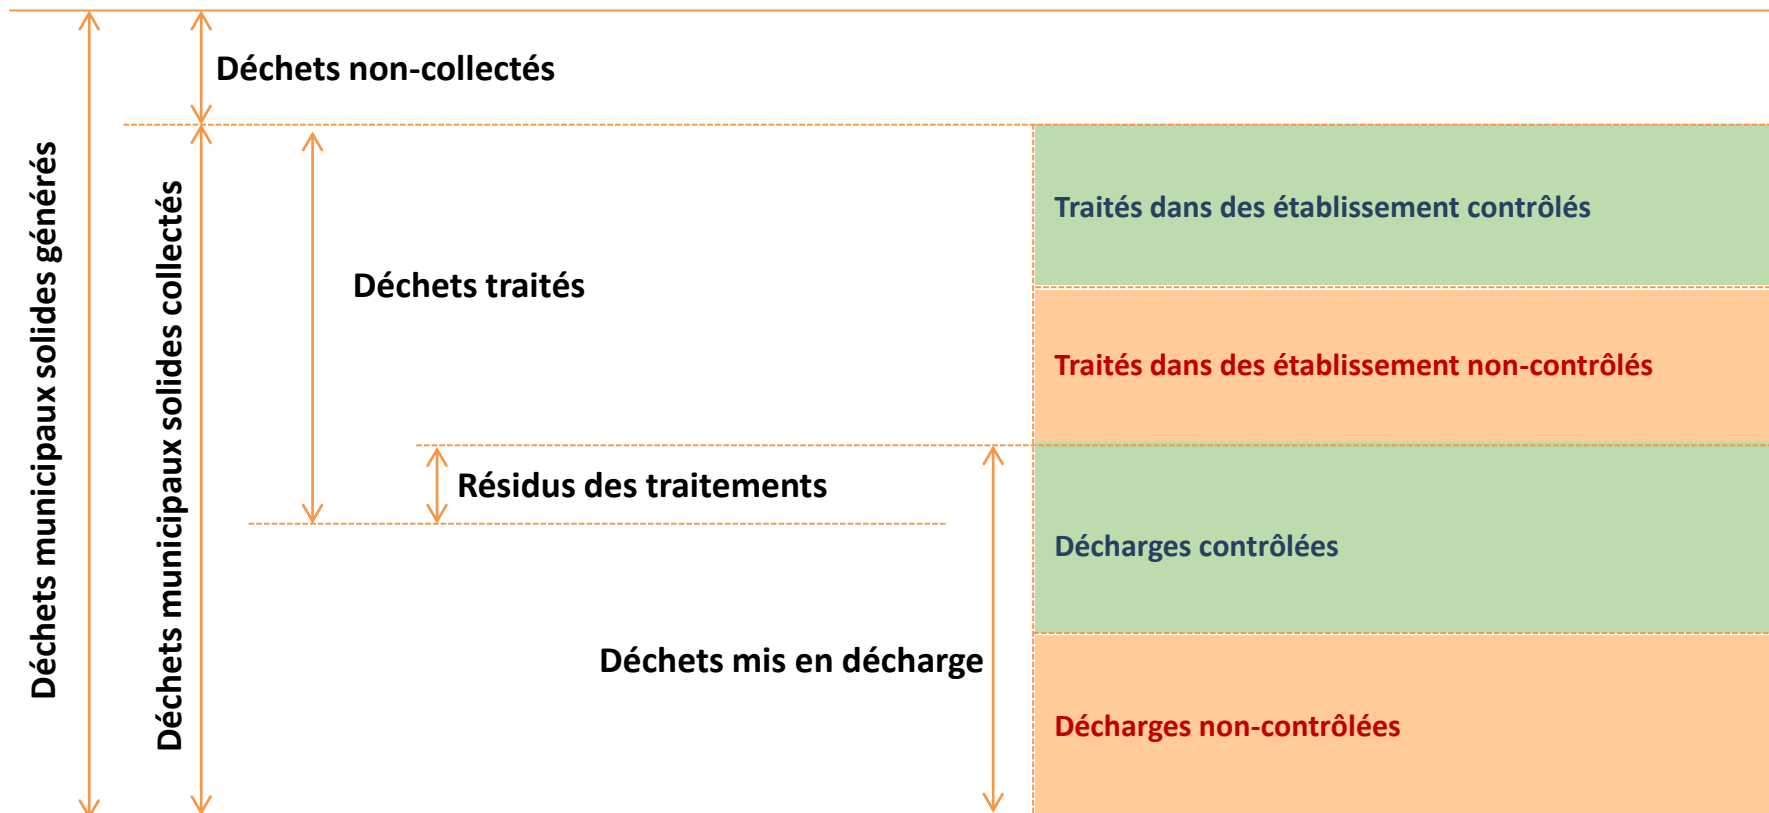 Déchets municipaux solides générés
Déchets municipaux solides collectés
Déchets non-collectés
Déchets traités
Résidus des traitements
Déchets mis en décharge
Traités dans des établissement contrôlés
Traités dans des établissement non-contrôlés
Décharges contrôlées
Décharges non-contrôlées